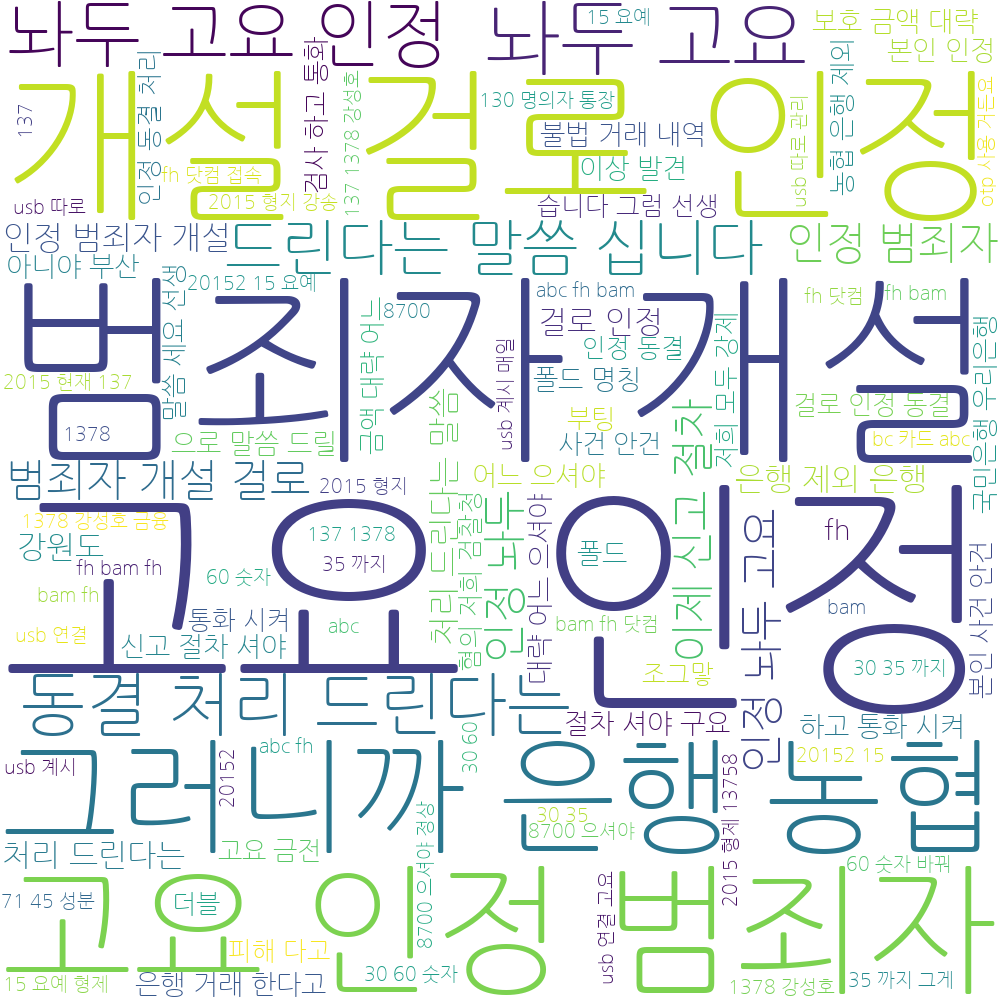 놔두 고요 인정
놔두 고요
15 요예
보호 금액 대략
본인 인정
개설 걸로 인정
137
인정 동결 처리
fh 닷컴 접속
2015 형지 강송
검사 하고 통화
137 1378 강성호
130 명의자 통장
불법 거래 내역
이상 발견
usb 따로 관리
농협 은행 제외
otp 사용 거든요
usb 따로
습니다 그럼 선생
인정 범죄자 개설
드린다는 말씀 십니다
인정 범죄자
아니야 부산
20152 15 요예
말씀 세요 선생
abc fh bam
fh 닷컴
fh bam
범죄자 개설
8700
걸로 인정
인정 동결
폴드 명칭
금액 대략 어느
usb 계시 매일
저희 모두 강제
국민은행 우리은행
2015 현재 137
1378
으로 말씀 드릴
말씀
부팅
사건 안건
절차
걸로 인정 동결
bc 카드 abc
범죄자 개설 걸로
2015 형지
어느 으셔야
은행 제외 은행
고요 인정
1378 강성호 금융
137 1378
35 까지
강원도
fh bam fh
60 숫자
처리 드린다는
혐의 저희 검찰청
인정 놔두
대략 어느 으셔야
폴드
이제 신고 절차
인정 놔두 고요
fh
bam
본인 사건 안건
bam fh
usb 연결
통화 시켜
신고 절차 셔야
abc
bam fh 닷컴
조그맣
30 35 까지
동결 처리 드린다는
절차 셔야 구요
하고 통화 시켜
그러니까 은행 농협
usb 계시
20152
abc fh
30 60
20152 15
30 35
8700 으셔야
2015 형제 13758
처리 드린다는
고요 금전
8700 으셔야 정상
60 숫자 바꿔
고요 인정 범죄자
71 45 성분
더블
피해 다고
usb 연결 고요
15 요예 형제
은행 거래 한다고
30 60 숫자
1378 강성호
35 까지 그게